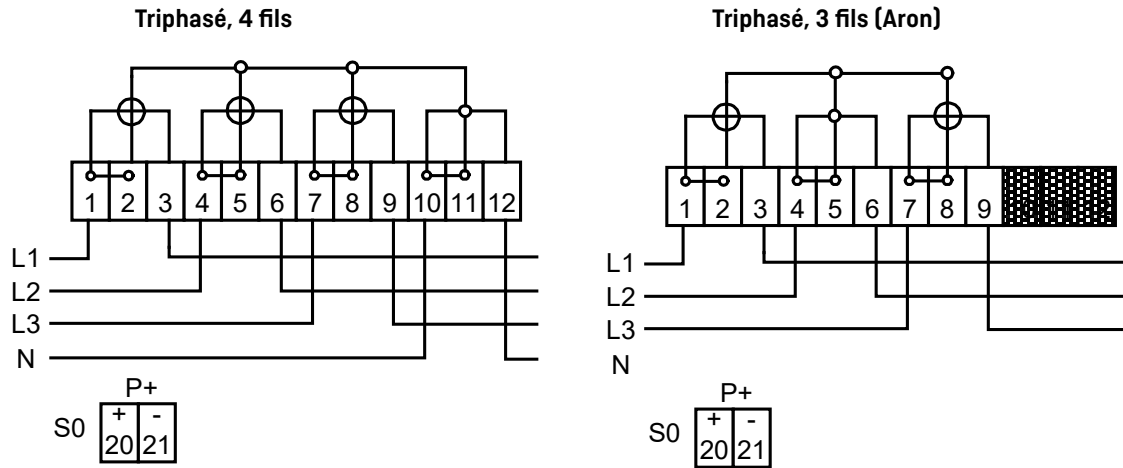 Triphasé, 4 fils
1 2 3 4 5 6 7 8 9 10 11 12
L1
L2
L3
N
P+
S0
+ -
20 21
Triphasé, 3 fils (Aron)
1 2 3 4 5 6 7 8 9
L1
L2
L3
N
P+
S0
+ -
20 21